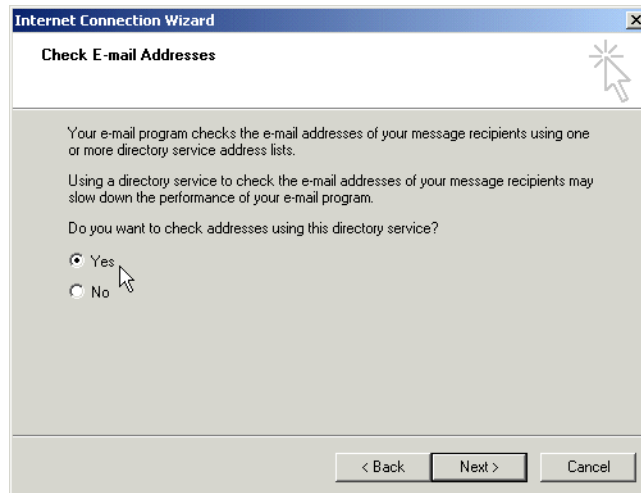 Internet Connection Wizard
Check E-mail Addresses
Your e-mail program checks the e-mail addresses of your message recipients using one
or more directory service address lists.
Using a directory service to check the e-mail addresses of your message recipients may
slow down the performance of your e-mail program.
Do you want to check addresses using this directory service?
Yes
No
< Back
Next >
Cancel